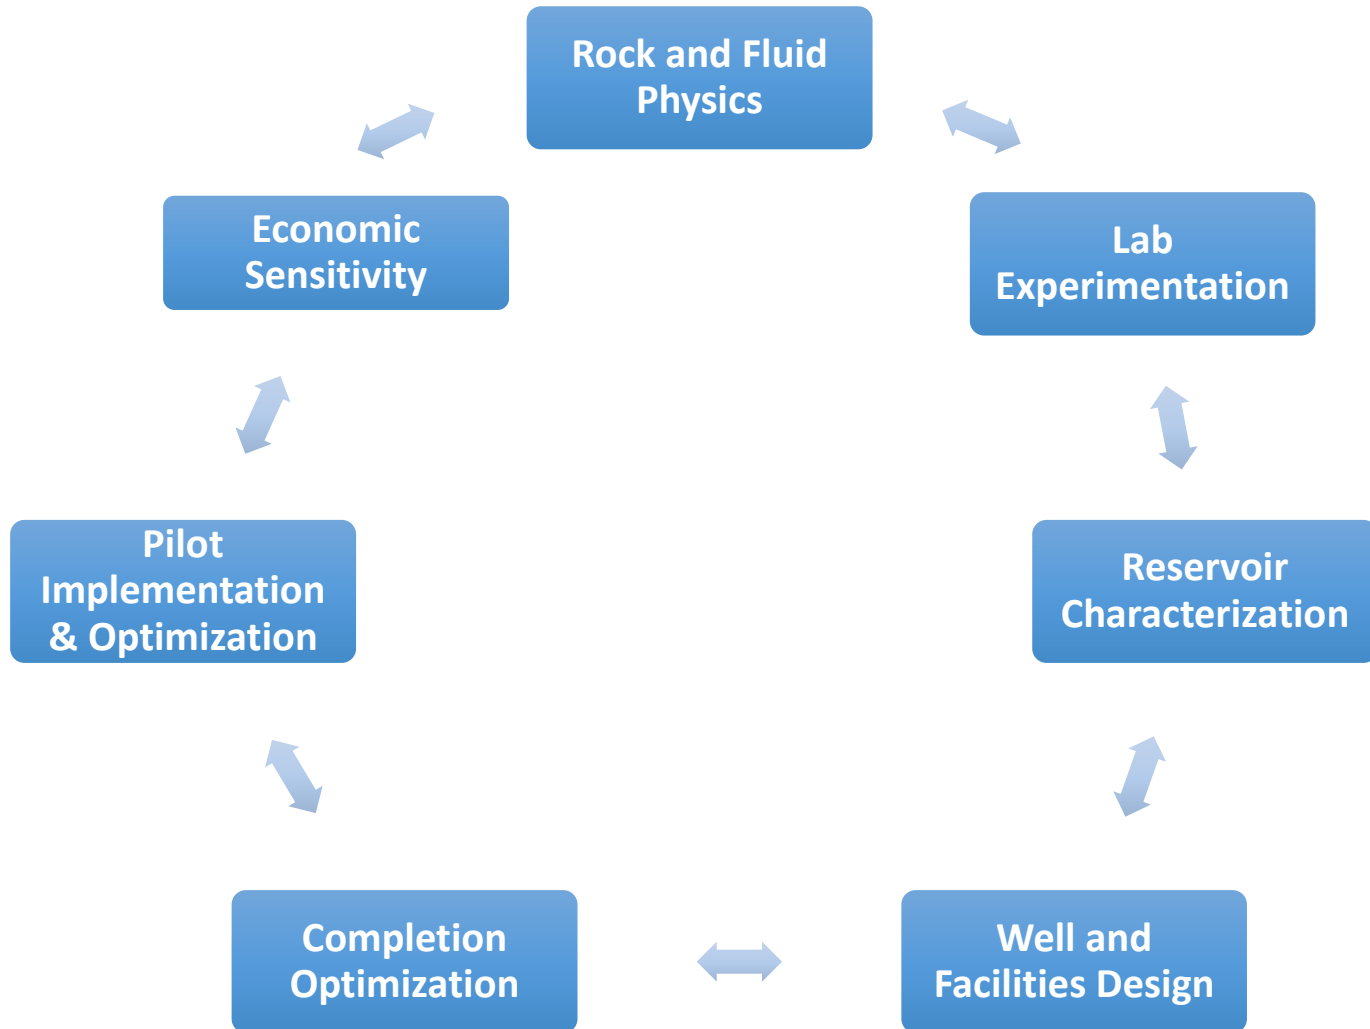 Rock and Fluid
Physics
Lab
Experimentation
Reservoir
Characterization
Well and
Facilities Design
Completion
Optimization
Pilot
Implementation
& Optimization
Economic
Sensitivity